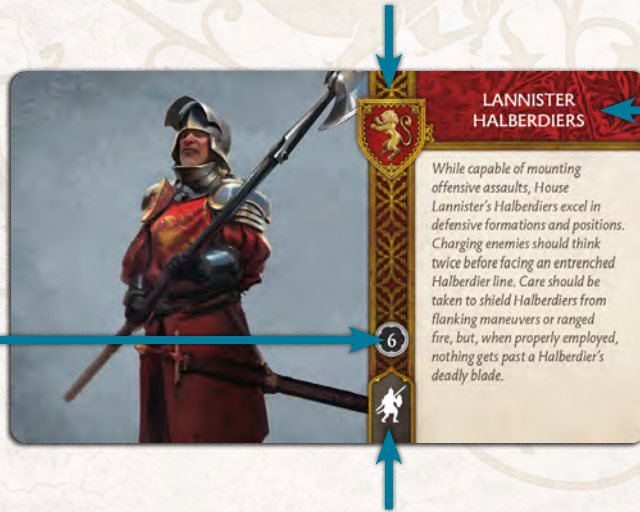 LANNISTER
HALBERDIERS
While capable of mounting
offensive assaults, House
Lannister's Halberdiers excel in
defensive formations and positions.
Charging enemies should think
twice before facing an entrenched
Halberdier line. Care should be
taken to shield Halberdiers from
flanking maneuvers or ranged
fire, but, when properly employed,
nothing gets past a Halberdier's
deadly blade.
6